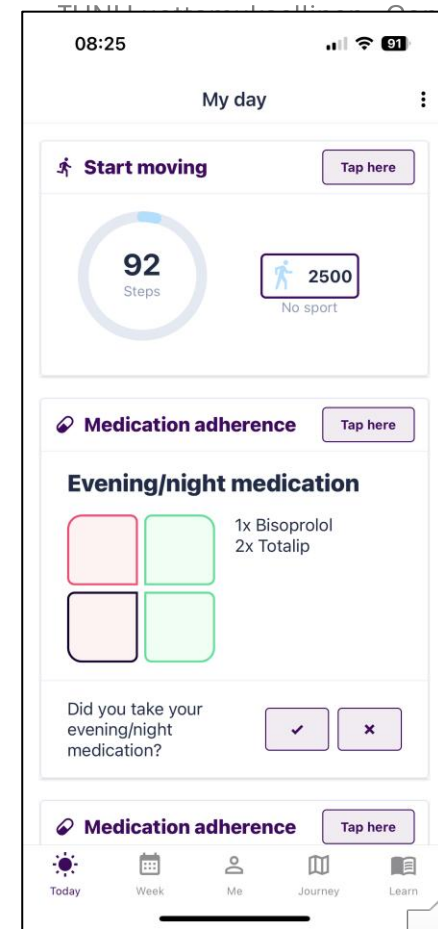 08:25
91
My day
Start moving
Tap here
92
Steps
2500
No sport
Medication adherence
Tap here
Evening/night medication
1x Bisoprolol
2x Totalip
Did you take your
evening/night
medication?
Medication adherence
Tap here
Today
Week
Me
Journey
Learn